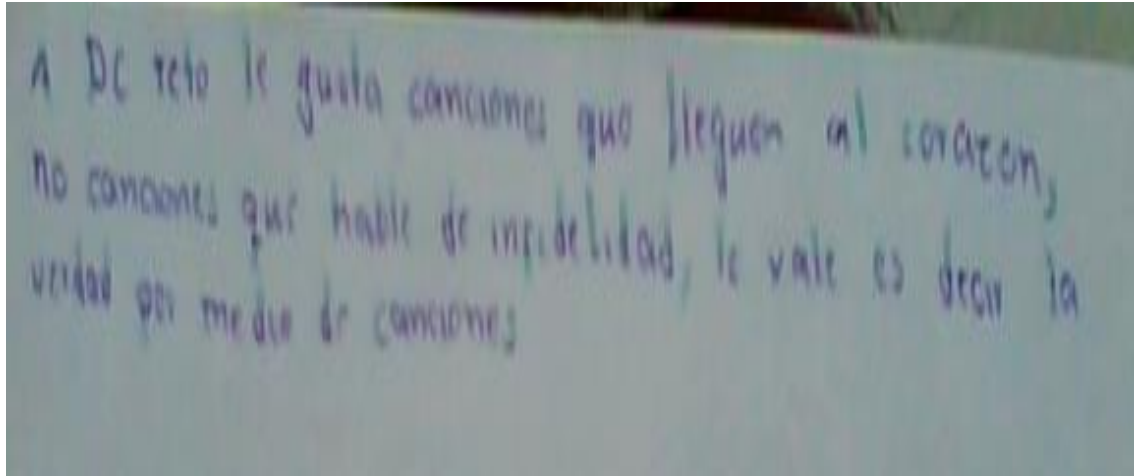 A DC reto le gusta canciones que lleguen al corazon,
no canciones que hable de infidelidad, le vale es decir la
verdad por medio de canciones